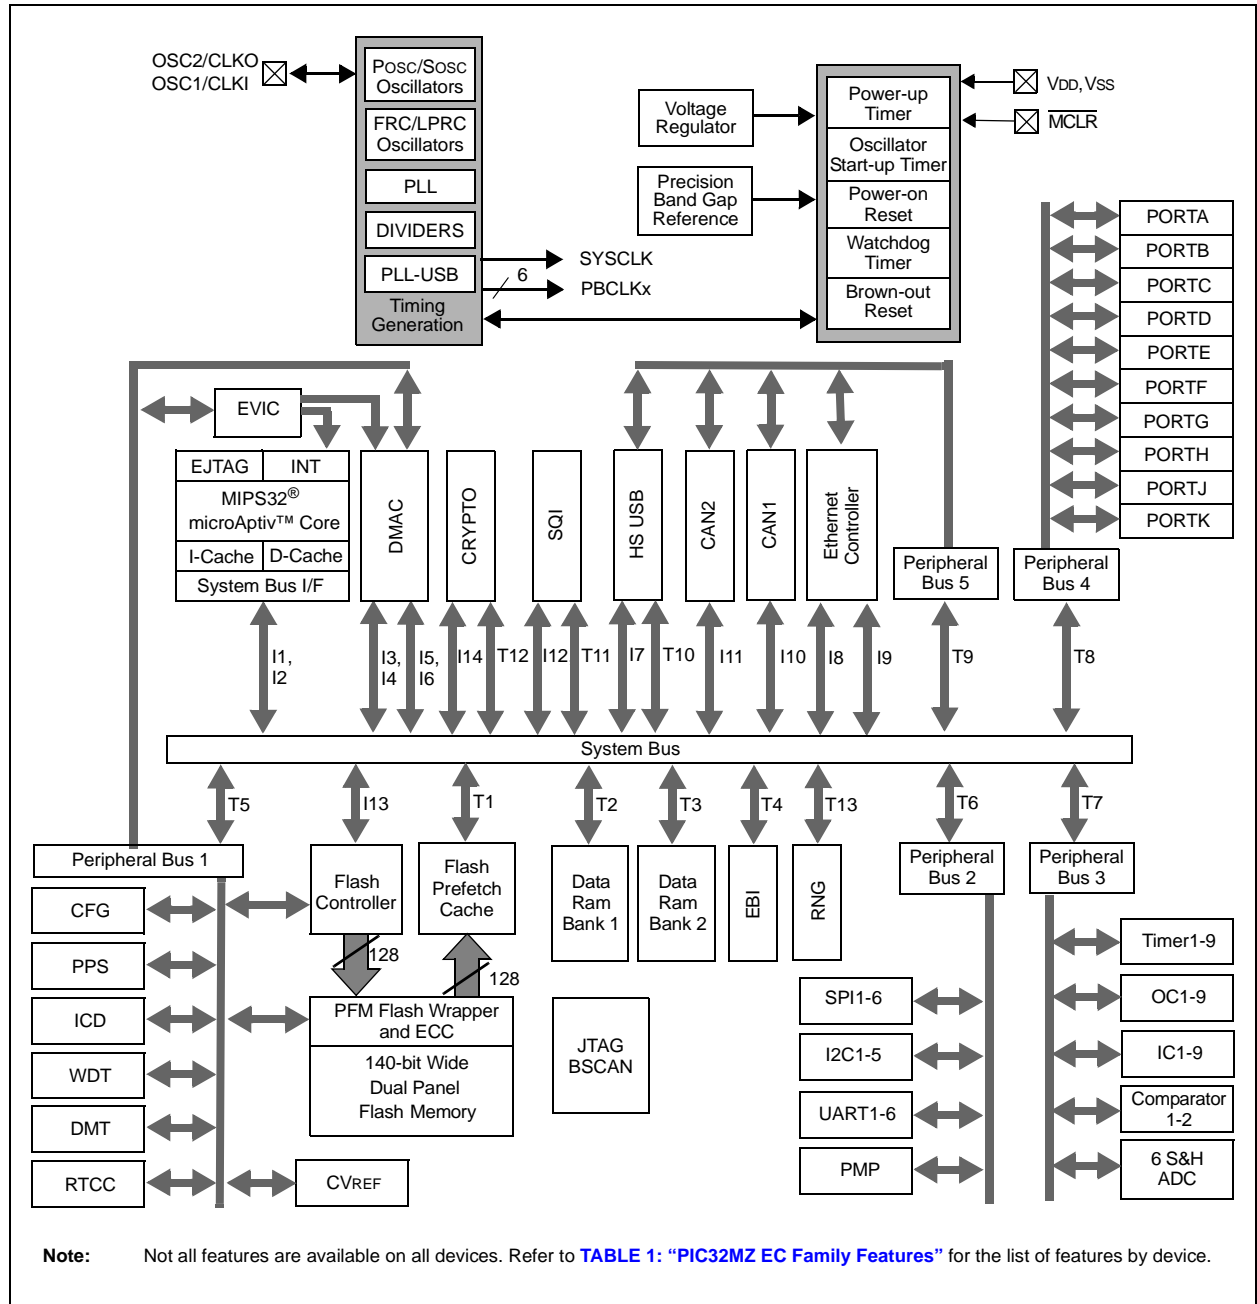 OSC2/CLKO
OSC1/CLKI
POSC/SOSC
Oscillators
FRC/LPRC
Oscillators
PLL
DIVIDERS
PLL-USB
Timing
Generation
6
SYSCLK
PBCLKx
Voltage
Regulator
Precision
Band Gap
Reference
Power-up
Timer
Oscillator
Start-up Timer
Power-on
Reset
Watchdog
Timer
Brown-out
Reset
VDD, VSS
MCLR
PORTA
PORTB
PORTC
PORTD
PORTE
PORTF
PORTG
PORTH
PORTJ
PORTK
EVIC
EJTAG
INT
MIPS32®
microAptiv™ Core
I-Cache
D-Cache
System Bus I/F
DMAC
CRYPTO
SQI
HS USB
CAN2
CAN1
Ethernet
Controller
Peripheral
Bus 5
Peripheral
Bus 4
I1,
I2
I3,
I4
I5,
I6
I14
T12
I12
T11
I7
T10
I11
I10
I8
I9
T9
T8
System Bus
T5
I13
T1
T2
T3
T4
T13
T6
T7
Peripheral Bus 1
Flash
Controller
Flash
Prefetch
Cache
Data
Ram
Bank 1
Data
Ram
Bank 2
EBI
RNG
Peripheral
Bus 2
Peripheral
Bus 3
CFG
PPS
ICD
WDT
DMT
RTCC
128
128
PFM Flash Wrapper
and ECC
140-bit Wide
Dual Panel
Flash Memory
CVREF
JTAG
BSCAN
SPI1-6
I2C1-5
UART1-6
PMP
Timer1-9
OC1-9
IC1-9
Comparator
1-2
6 S&H
ADC
Note: Not all features are available on all devices. Refer to TABLE 1: “PIC32MZ EC Family Features” for the list of features by device.